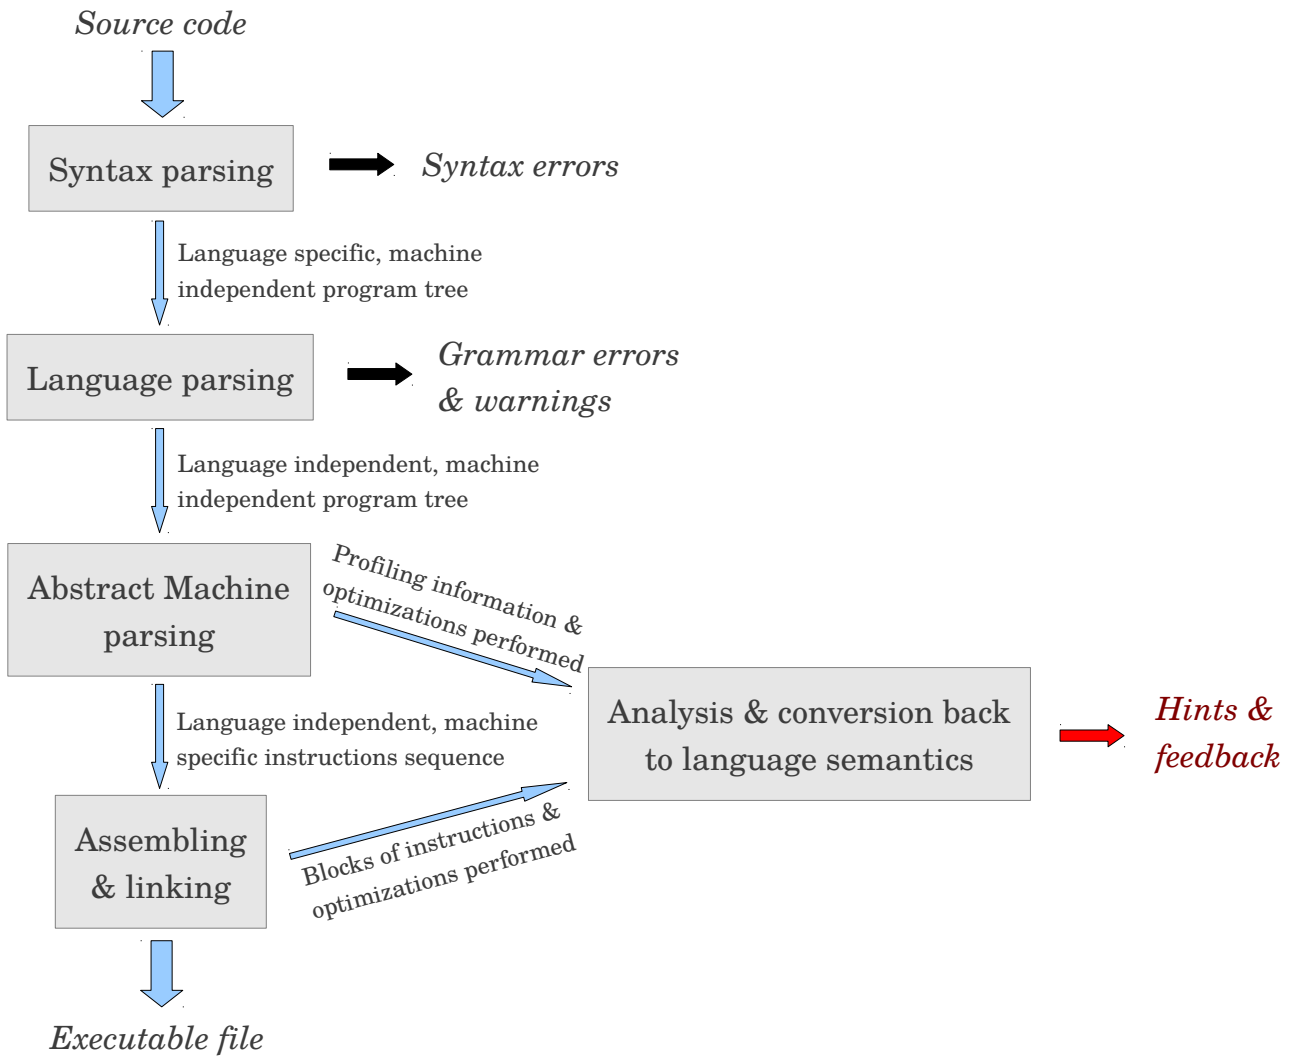 Source code
Syntax parsing
Syntax errors
Language specific, machine
independent program tree
Language parsing
Grammar errors
& warnings
Language independent, machine
independent program tree
Abstract Machine
parsing
Profiling information &
optimizations performed
Language independent, machine
specific instructions sequence
Analysis & conversion back
to language semantics
Hints &
feedback
Assembling
& linking
Blocks of instructions &
optimizations performed
Executable file